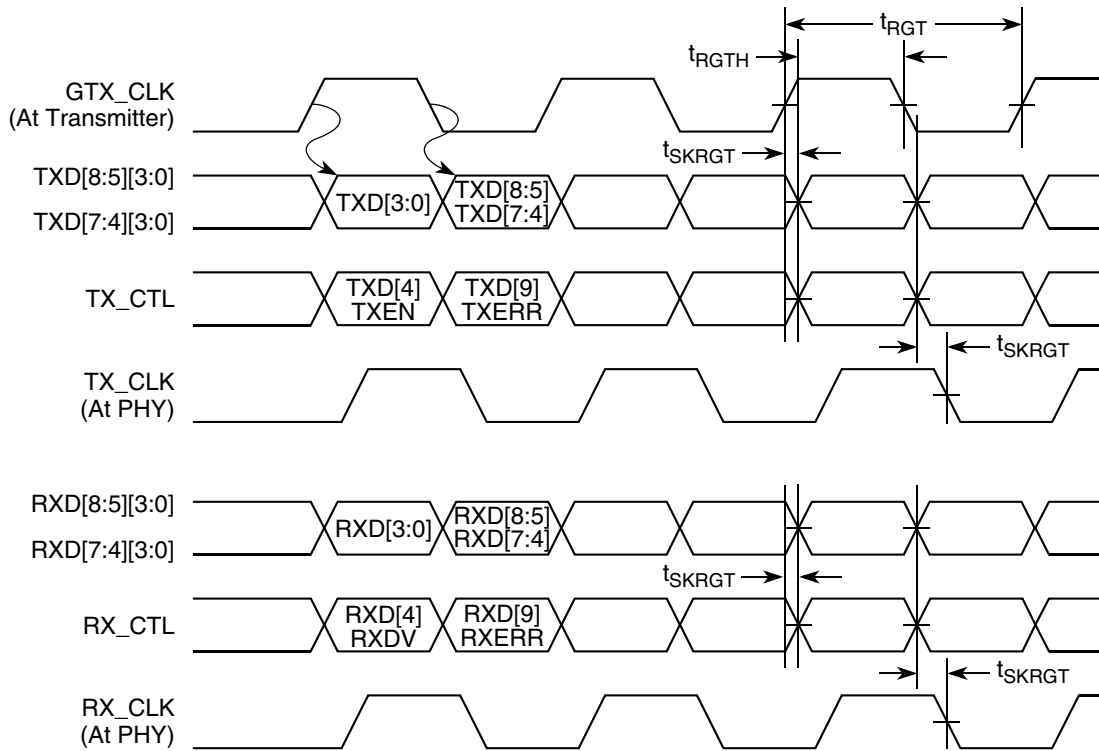 tRGT
tRGTH
GTX_CLK
(At Transmitter)
tSKRGT
TXD[8:5][3:0]
TXD[7:4][3:0]
TXD[3:0]
TXD[8:5]
TXD[7:4]
TX_CTL
TXD[4]
TXEN
TXD[9]
TXERR
tSKRGT
TX_CLK
(At PHY)
RXD[8:5][3:0]
RXD[7:4][3:0]
RXD[3:0]
RXD[8:5]
RXD[7:4]
tSKRGT
RX_CTL
RXD[4]
RXDV
RXD[9]
RXERR
tSKRGT
RX_CLK
(At PHY)